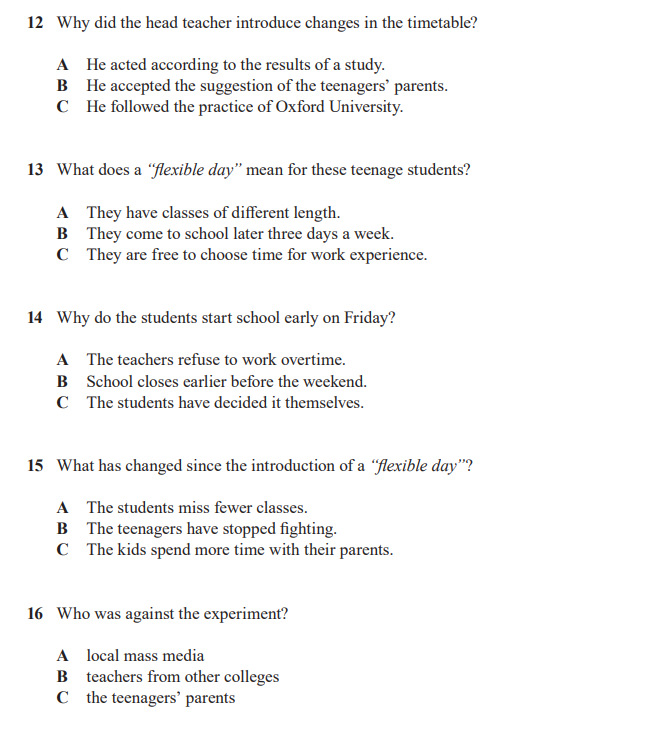 12 Why did the head teacher introduce changes in the timetable?
A He acted according to the results of a study.
B He accepted the suggestion of the teenagers’ parents.
C He followed the practice of Oxford University.
13 What does a “flexible day” mean for these teenage students?
A They have classes of different length.
B They come to school later three days a week.
C They are free to choose time for work experience.
14 Why do the students start school early on Friday?
A The teachers refuse to work overtime.
B School closes earlier before the weekend.
C The students have decided it themselves.
15 What has changed since the introduction of a “flexible day”?
A The students miss fewer classes.
B The teenagers have stopped fighting.
C The kids spend more time with their parents.
16 Who was against the experiment?
A local mass media
B teachers from other colleges
C the teenagers’ parents